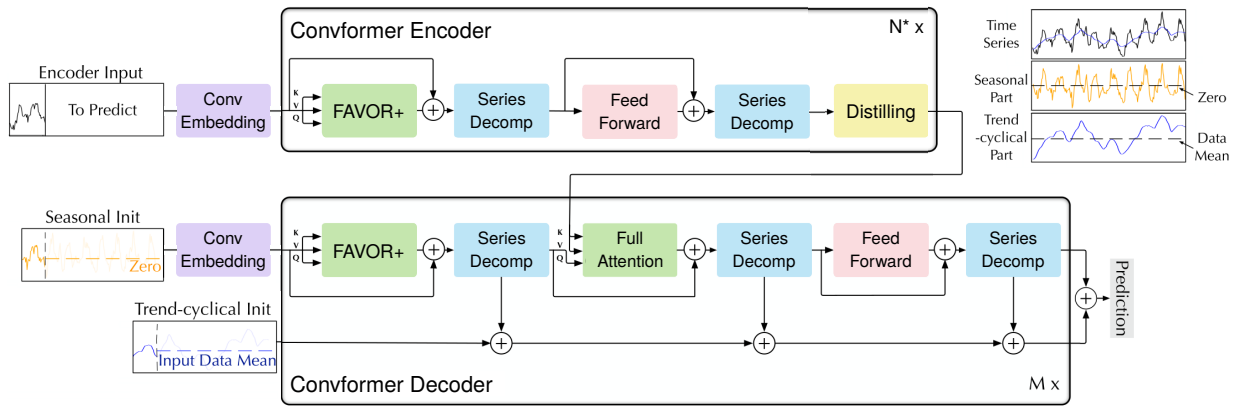 Convformer Encoder
N* x
Encoder Input
To Predict
Conv
Embedding
K
V
Q
FAVOR+
+
Series
Decomp
Feed
Forward
+
Series
Decomp
Distilling
Time
Series
Seasonal
Part
Zero
Trend
-cyclical
Part
Data
Mean
Seasonal Init
Zero
Conv
Embedding
K
V
Q
FAVOR+
+
Series
Decomp
K
V
Q
Full
Attention
+
Series
Decomp
Feed
Forward
+
Series
Decomp
+
Prediction
Trend-cyclical Init
Input Data Mean
+
+
+
Convformer Decoder
M x